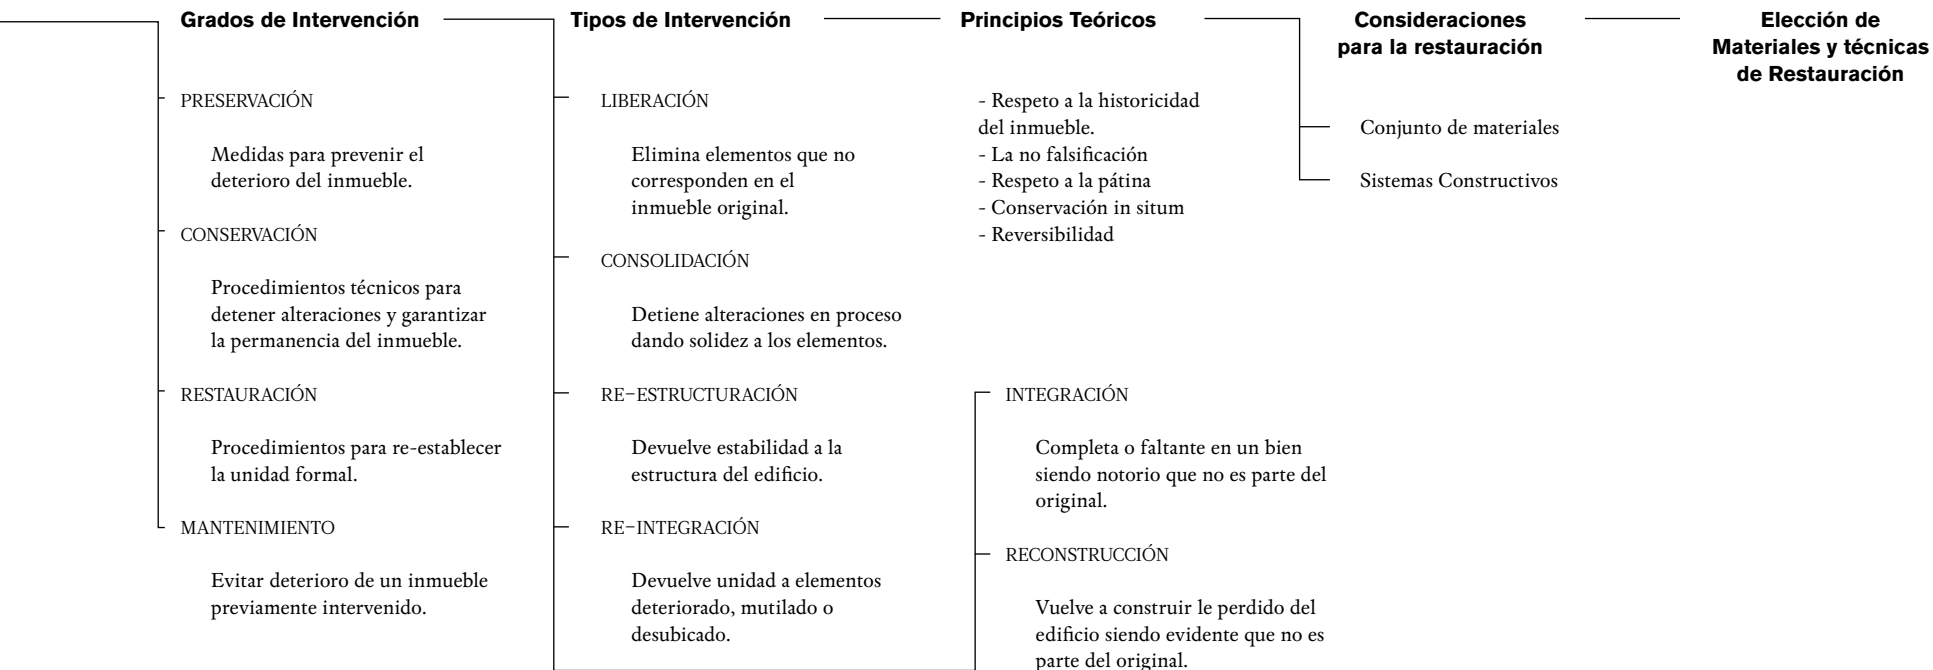 Grados de Intervención
PRESERVACIÓN
Medidas para prevenir el
deterioro del inmueble.
CONSERVACIÓN
Procedimientos técnicos para
detener alteraciones y garantizar
la permanencia del inmueble.
RESTAURACIÓN
Procedimientos para re-establecer
la unidad formal.
MANTENIMIENTO
Evitar deterioro de un inmueble
previamente intervenido.
Tipos de Intervención
LIBERACIÓN
Elimina elementos que no
corresponden en el
inmueble original.
CONSOLIDACIÓN
Detiene alteraciones en proceso
dando solidez a los elementos.
RE-ESTRUCTURACIÓN
Devuelve estabilidad a la
estructura del edificio.
RE-INTEGRACIÓN
Devuelve unidad a elementos
deteriorado, mutilado o
desubicado.
INTEGRACIÓN
Completa o faltante en un bien
siendo notorio que no es parte del
original.
RECONSTRUCCIÓN
Vuelve a construir le perdido del
edificio siendo evidente que no es
parte del original.
Principios Teóricos
- Respeto a la historicidad
del inmueble.
- La no falsificación
- Respeto a la pátina
- Conservación in situm
- Reversibilidad
Consideraciones
para la restauración
Conjunto de materiales
Sistemas Constructivos
Elección de
Materiales y técnicas
de Restauración